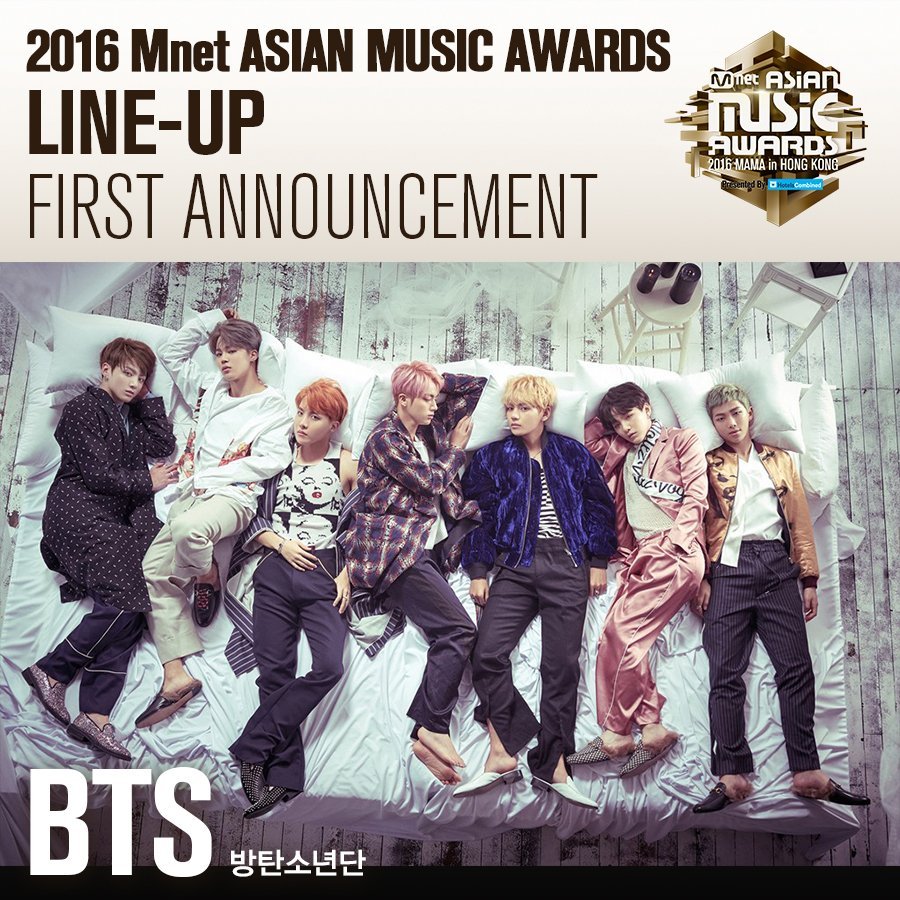 2016 Mnet ASIAN MUSIC AWARDS
LINE-UP
FIRST ANNOUNCEMENT
Mnet ASIAN
MUSIC
AWARDS
2016 MAMA in HONG KONG
Presented By HotelsCombined
BTS 방탄소년단